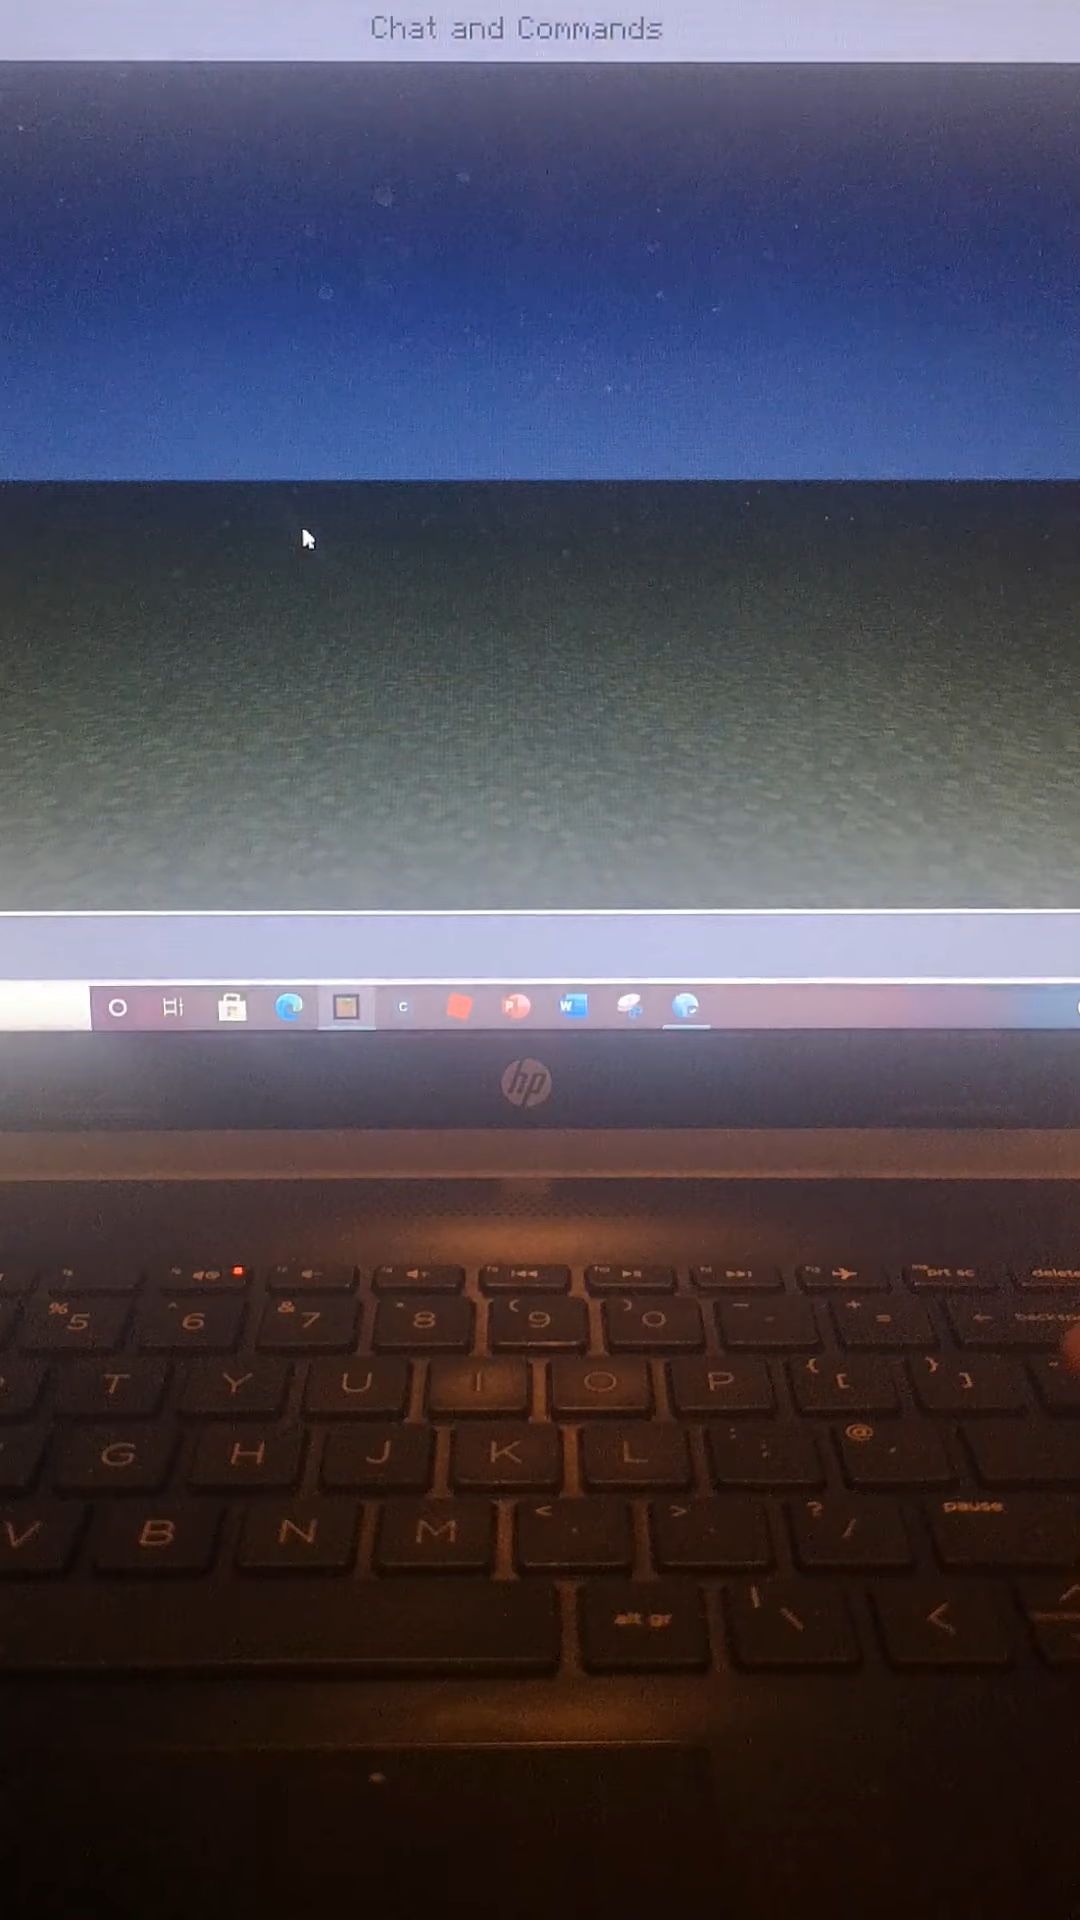 Chat and Commands
C
P
W
hp
prt sc
delete
% 5 ^ 6 & 7 * 8 ( 9 ) 0 - + =
T Y U I O P { [ } ]
G H J K L : ; @
V B N M < > ? / pause
alt gr | \ <